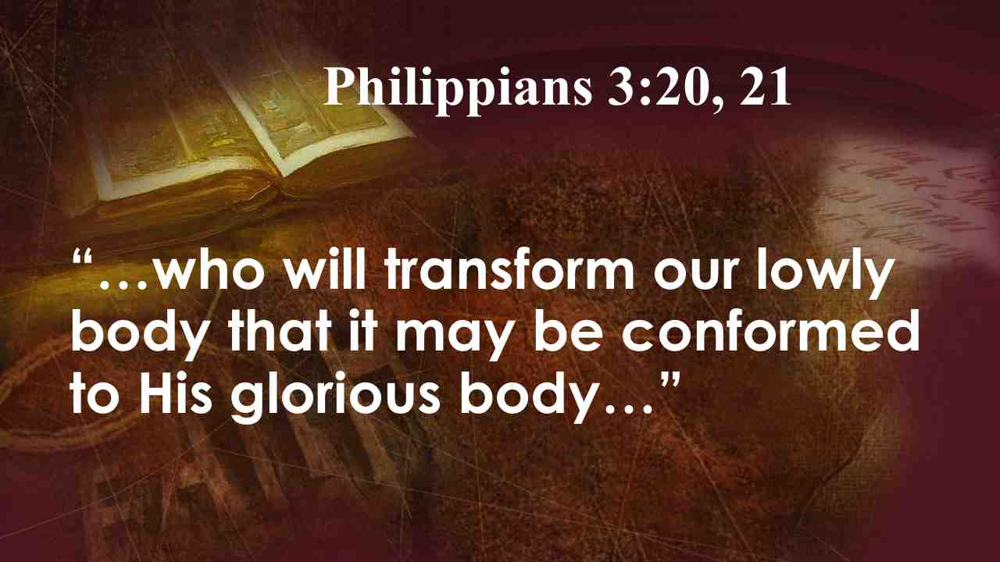 Philippians 3:20, 21
“…who will transform our lowly
body that it may be conformed
to His glorious body…”